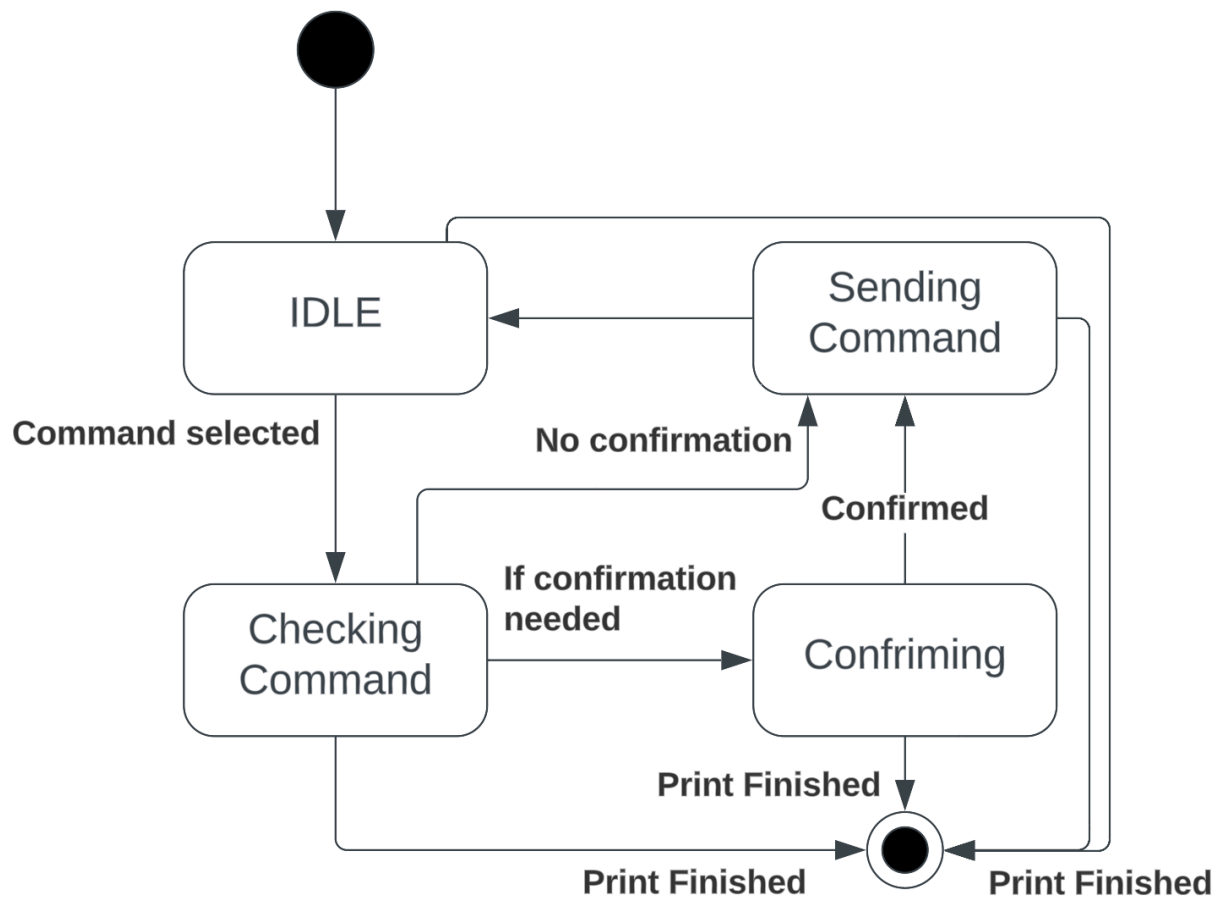 IDLE
Sending
Command
Command selected
No confirmation
Confirmed
If confirmation
needed
Checking
Command
Confriming
Print Finished
Print Finished
Print Finished